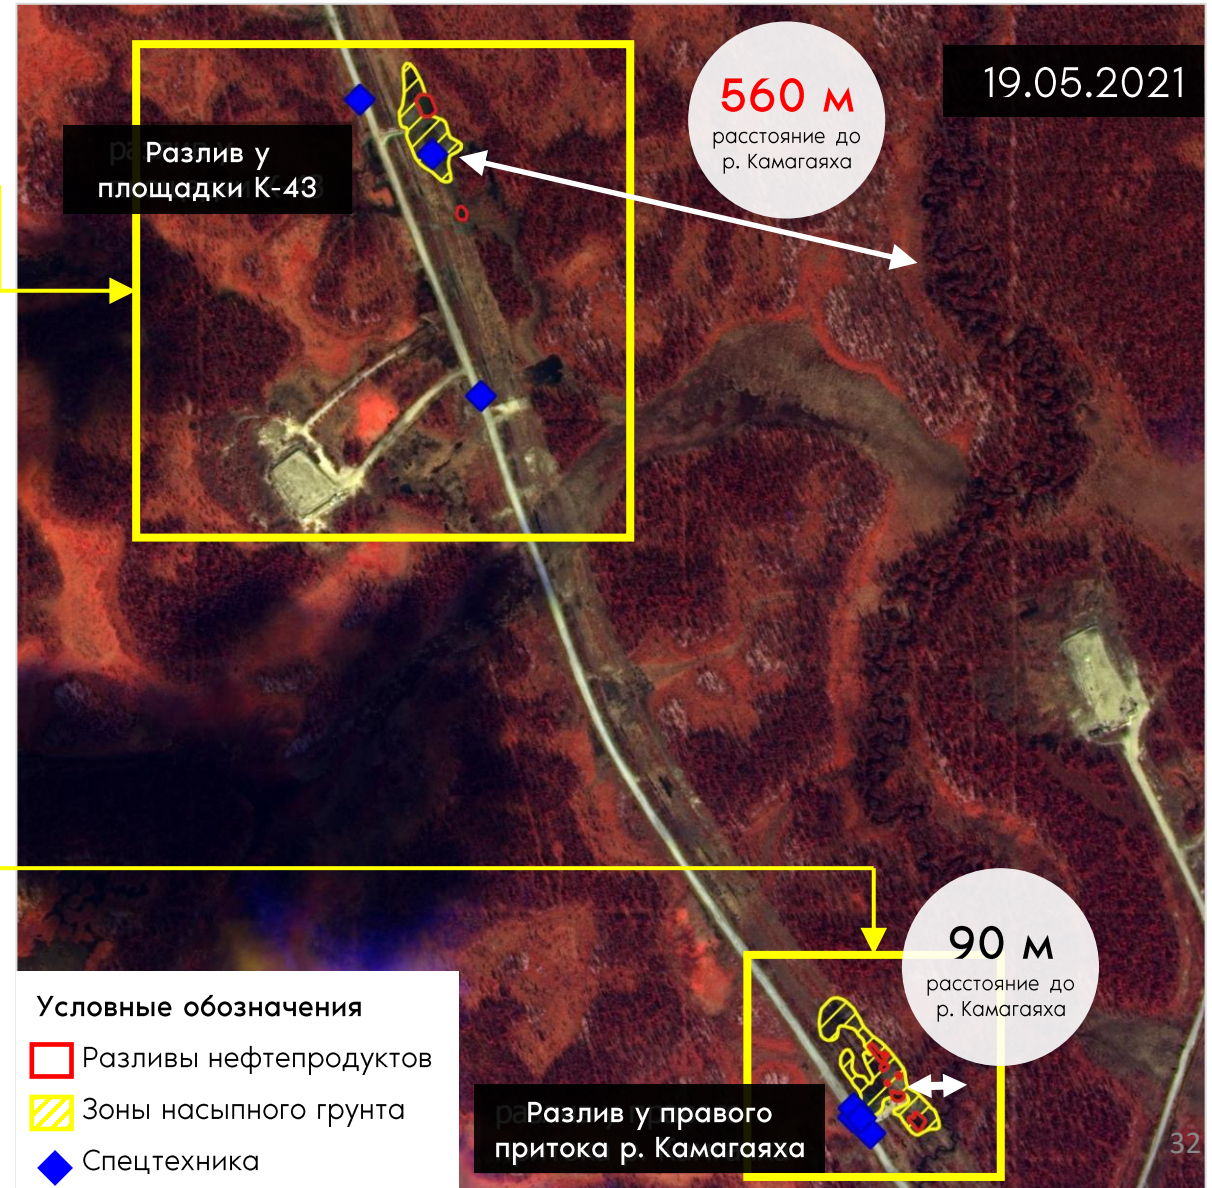 560 м
расстояние до
р. Камагаяха
19.05.2021
Разлив у
площадки К-43
90 м
расстояние до
р. Камагаяха
Условные обозначения
Разливы нефтепродуктов
Зоны насыпного грунта
Спецтехника
Разлив у правого
притока р. Камагаяха
32